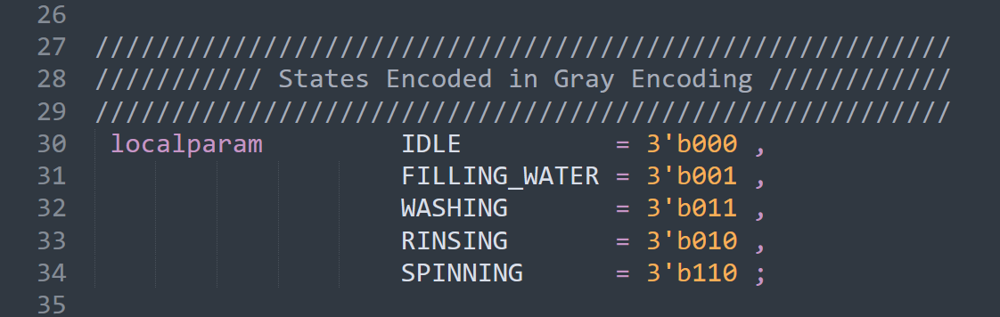 26
27 ////////////////////////////////////////////////////////
28 /////////// States Encoded in Gray Encoding ////////////
29 ////////////////////////////////////////////////////////
30 localparam IDLE = 3'b000 ,
31 FILLING_WATER = 3'b001 ,
32 WASHING = 3'b011 ,
33 RINSING = 3'b010 ,
34 SPINNING = 3'b110 ;
35